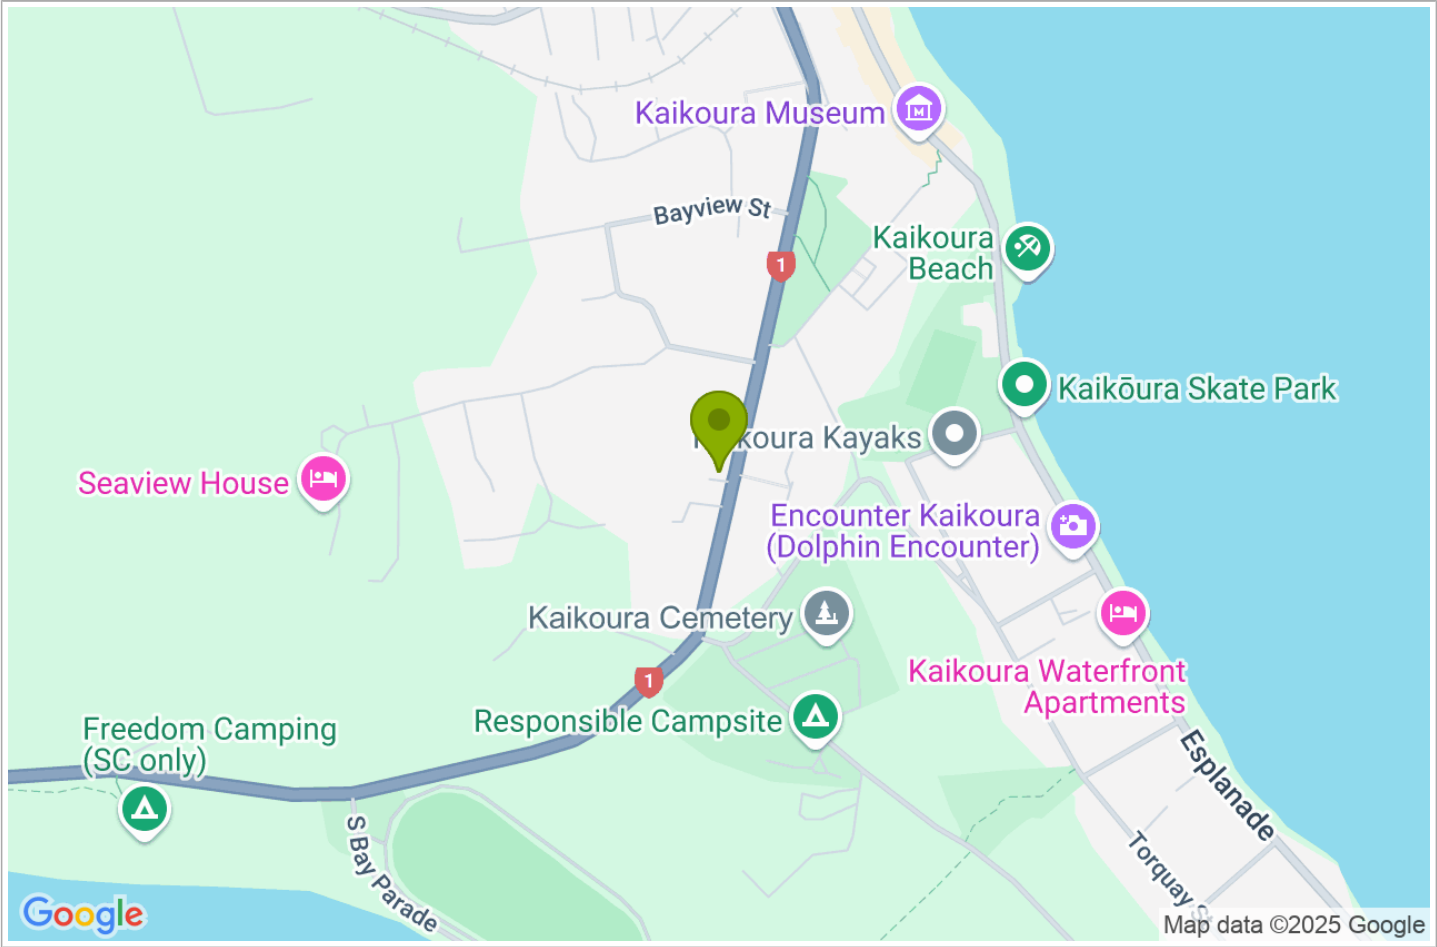 Kaikoura Museum
Bayview St
Kaikoura
Beach
1
Kaikōura Skate Park
koura Kayaks
Seaview House
Encounter Kaikoura
(Dolphin Encounter)
Kaikoura Cemetery
Kaikoura Waterfront
Apartments
1
Responsible Campsite
Freedom Camping
(SC only)
Esplanade
S Bay Parade
Torquay St
Google
Map data ©2025 Google